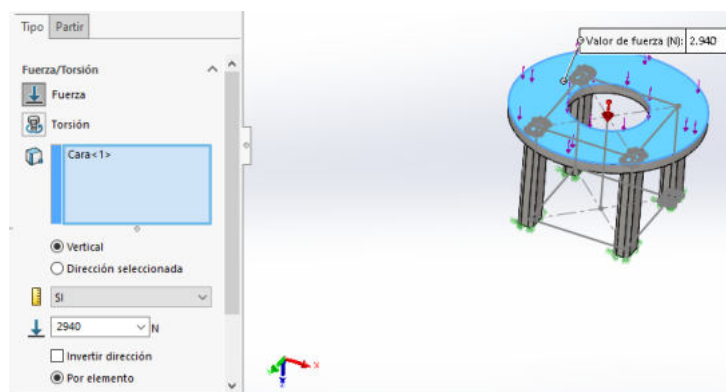 Tipo Partir
Fuerza/Torsión
Fuerza
Torsión
Cara<1>
Vertical
Dirección seleccionada
SI
2940 N
Invertir dirección
Por elemento
Valor de fuerza (N): 2.940
X
Y
Z